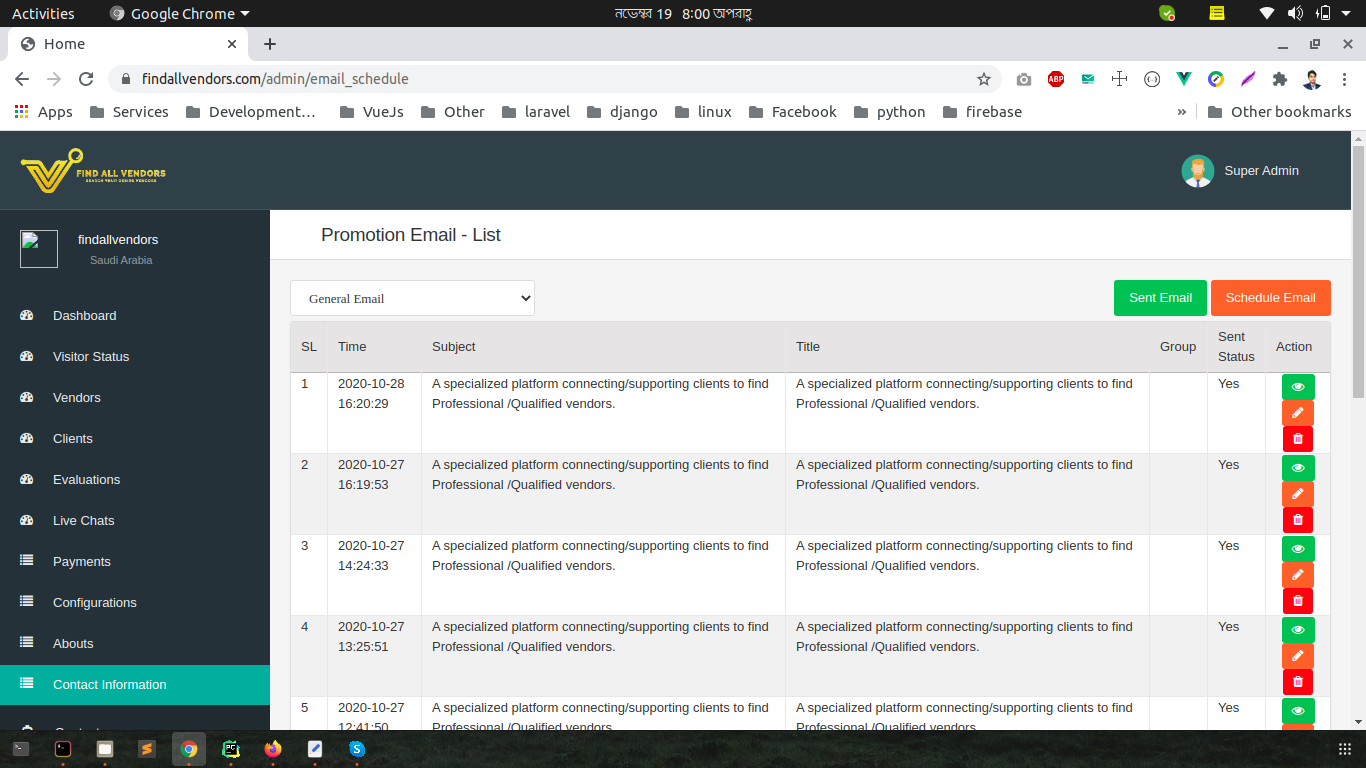 Activities
Google Chrome
নভেম্বর 19 8:00 অপরাহ্ণ
Home
findallvendors.com/admin/email_schedule
ABP
Apps
Services
Development…
VueJs
Other
laravel
django
linux
Facebook
python
firebase
»
Other bookmarks
FIND ALL VENDORS
Super Admin
findallvendors
Saudi Arabia
Dashboard
Visitor Status
Vendors
Clients
Evaluations
Live Chats
Payments
Configurations
Abouts
Contact Information
Promotion Email - List
General Email
Sent Email
Schedule Email
SL Time Subject Title Group Sent Status Action
1 2020-10-28 A specialized platform connecting/supporting clients to find A specialized platform connecting/supporting clients to find Yes
16:20:29 Professional /Qualified vendors. Professional /Qualified vendors.
2 2020-10-27 A specialized platform connecting/supporting clients to find A specialized platform connecting/supporting clients to find Yes
16:19:53 Professional /Qualified vendors. Professional /Qualified vendors.
3 2020-10-27 A specialized platform connecting/supporting clients to find A specialized platform connecting/supporting clients to find Yes
14:24:33 Professional /Qualified vendors. Professional /Qualified vendors.
4 2020-10-27 A specialized platform connecting/supporting clients to find A specialized platform connecting/supporting clients to find Yes
13:25:51 Professional /Qualified vendors. Professional /Qualified vendors.
5 2020-10-27 A specialized platform connecting/supporting clients to find A specialized platform connecting/supporting clients to find Yes
12:41:50 Professional /Qualified vendors. Professional /Qualified vendors.